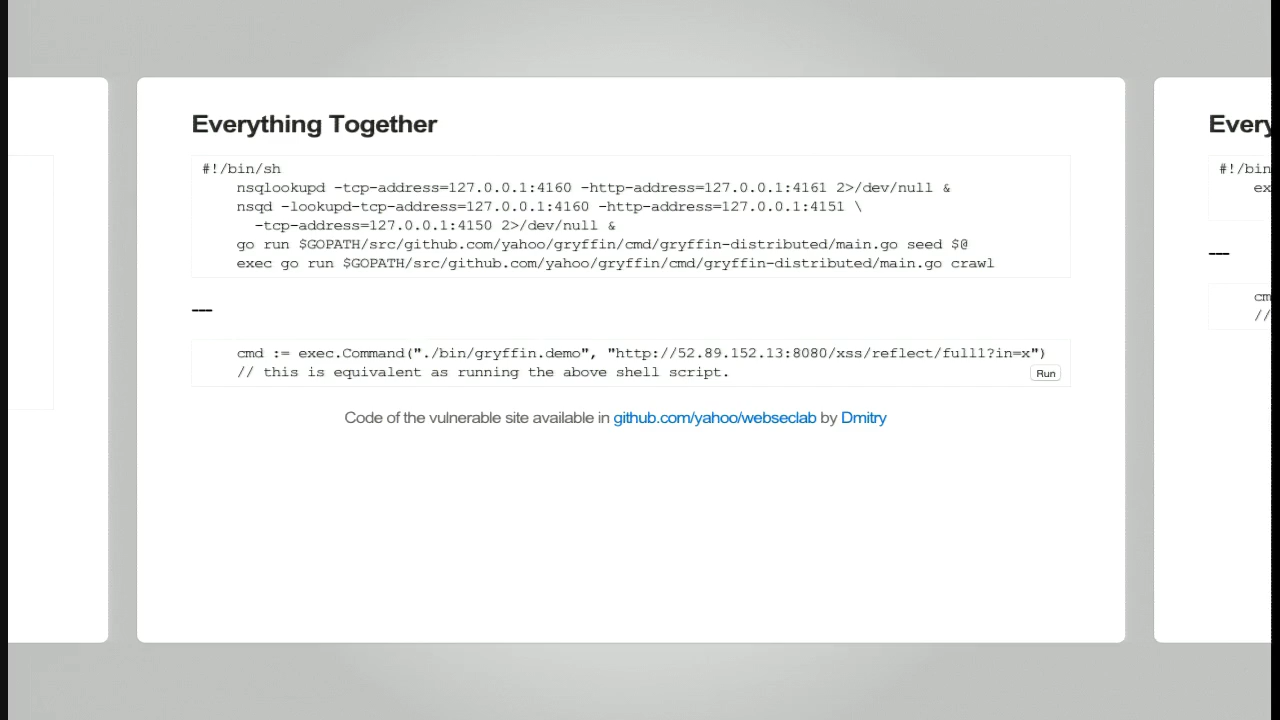 Everything Together
#!/bin/sh
nsqlookupd -tcp-address=127.0.0.1:4160 -http-address=127.0.0.1:4161 2>/dev/null &
nsqd -lookupd-tcp-address=127.0.0.1:4160 -http-address=127.0.0.1:4151 \
-tcp-address=127.0.0.1:4150 2>/dev/null &
go run $GOPATH/src/github.com/yahoo/gryffin/cmd/gryffin-distributed/main.go seed $@
exec go run $GOPATH/src/github.com/yahoo/gryffin/cmd/gryffin-distributed/main.go crawl
---
cmd := exec.Command("./bin/gryffin.demo", "http://52.89.152.13:8080/xss/reflect/full1?in=x")
// this is equivalent as running the above shell script.
Run
Code of the vulnerable site available in github.com/yahoo/webseclab by Dmitry
Every
#!/bin
ex
---
cm
//